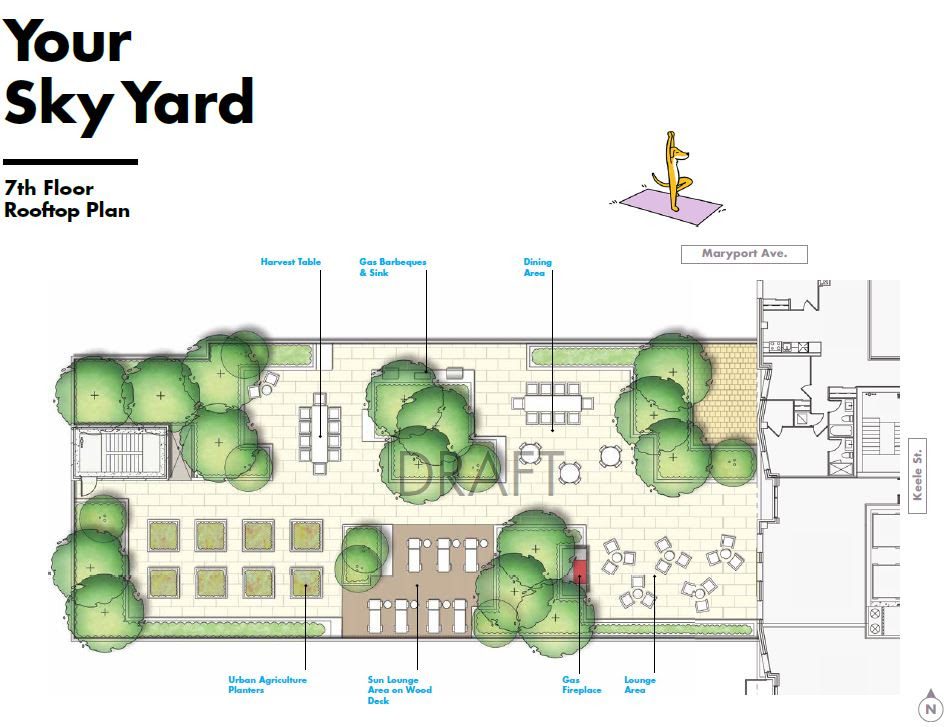 Your
Sky Yard
7th Floor
Rooftop Plan
Maryport Ave.
Harvest Table
Gas Barbeques
& Sink
Dining
Area
DRAFT
Keele St.
Urban Agriculture
Planters
Sun Lounge
Area on Wood
Deck
Gas
Fireplace
Lounge
Area
N